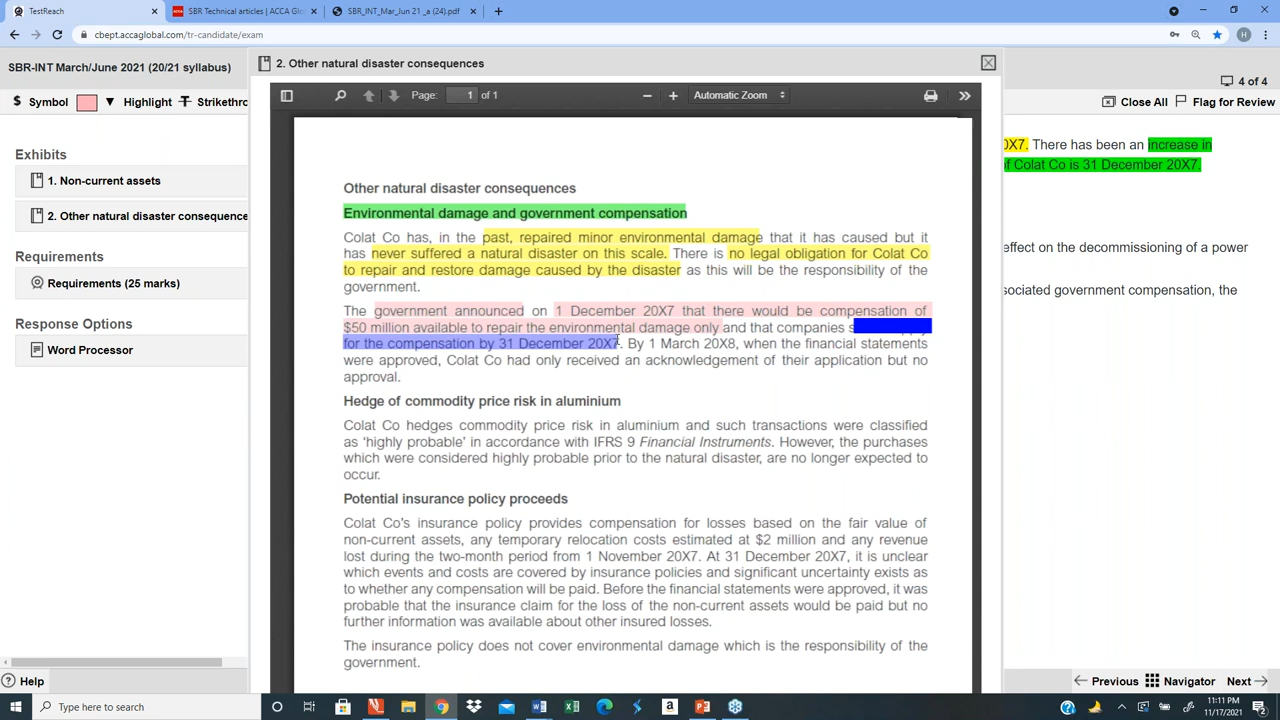 TestReach
SBR Technical articles | ACCA Glo
SBR_INT_Mar_Jun 21 _a (24).pdf
cbept.accaglobal.com/tr-candidate/exam
H
SBR-INT March/June 2021 (20/21 syllabus)
2. Other natural disaster consequences
4 of 4
Symbol
Highlight
Strikethro
Page: 1 of 1
Automatic Zoom
Close All
Flag for Review
Exhibits
1. Non-current assets
2. Other natural disaster consequence
Requirements
Requirements (25 marks)
Response Options
Word Processor
Other natural disaster consequences
Environmental damage and government compensation
Colat Co has, in the past, repaired minor environmental damage that it has caused but it
has never suffered a natural disaster on this scale. There is no legal obligation for Colat Co
to repair and restore damage caused by the disaster as this will be the responsibility of the
government.
The government announced on 1 December 20X7 that there would be compensation of
$50 million available to repair the environmental damage only and that companies
for the compensation by 31 December 20X7. By 1 March 20X8, when the financial statements
were approved, Colat Co had only received an acknowledgement of their application but no
approval.
Hedge of commodity price risk in aluminium
Colat Co hedges commodity price risk in aluminium and such transactions were classified
as 'highly probable' in accordance with IFRS 9 Financial Instruments. However, the purchases
which were considered highly probable prior to the natural disaster, are no longer expected to
occur.
Potential insurance policy proceeds
Colat Co's insurance policy provides compensation for losses based on the fair value of
non-current assets, any temporary relocation costs estimated at $2 million and any revenue
lost during the two-month period from 1 November 20X7. At 31 December 20X7, it is unclear
which events and costs are covered by insurance policies and significant uncertainty exists as
to whether any compensation will be paid. Before the financial statements were approved, it was
probable that the insurance claim for the loss of the non-current assets would be paid but no
further information was available about other insured losses.
The insurance policy does not cover environmental damage which is the responsibility of the
government.
0X7. There has been an increase in
of Colat Co is 31 December 20X7.
effect on the decommissioning of a power
sociated government compensation, the
Help
Previous
Navigator
Next
Type here to search
11:11 PM
11/17/2021